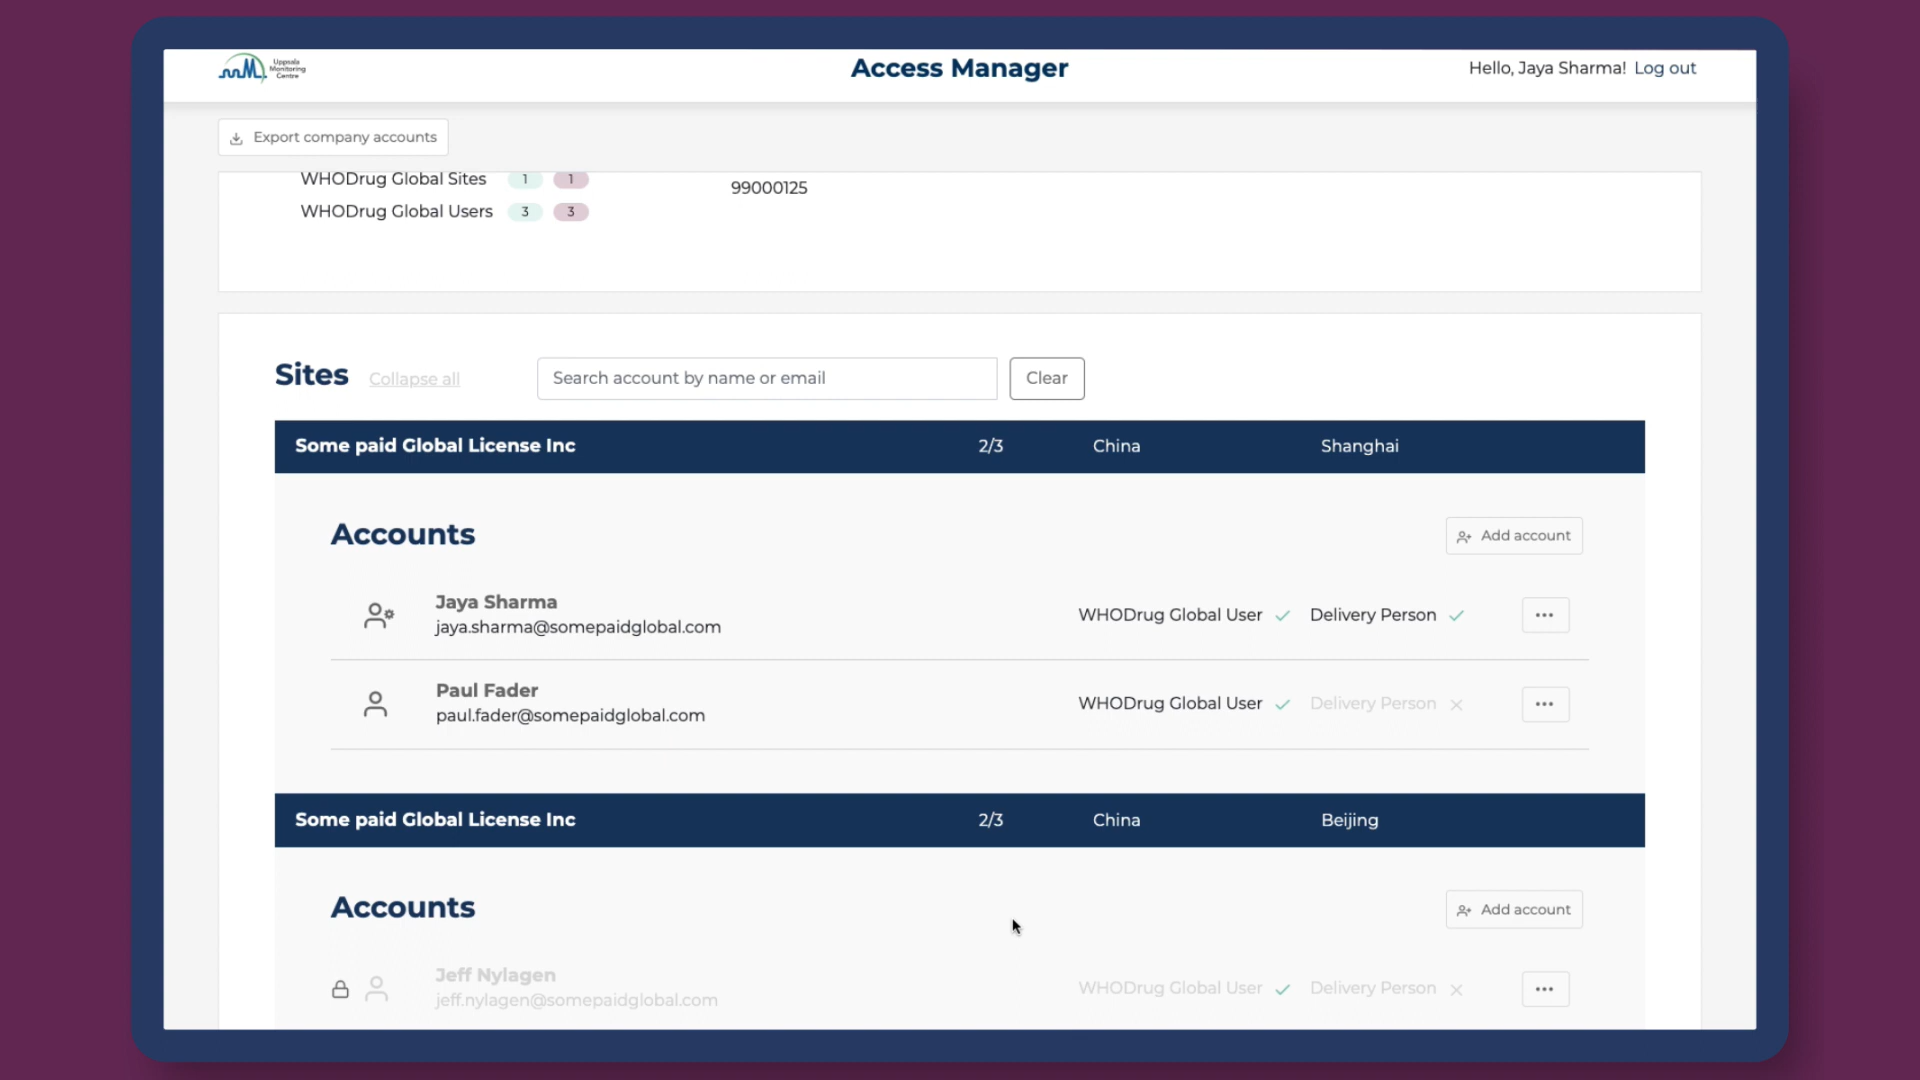 Uppsala
Monitoring
Centre
Access Manager
Hello, Jaya Sharma! Log out
Export company accounts
WHODrug Global Sites 1 1
99000125
WHODrug Global Users 3 3
Sites Collapse all Search account by name or email Clear
Some paid Global License Inc 2/3 China Shanghai
Accounts Add account
Jaya Sharma
jaya.sharma@somepaidglobal.com
WHODrug Global User Delivery Person
Paul Fader
paul.fader@somepaidglobal.com
WHODrug Global User Delivery Person
Some paid Global License Inc 2/3 China Beijing
Accounts Add account
Jeff Nylagen
jeff.nylagen@somepaidglobal.com
WHODrug Global User Delivery Person